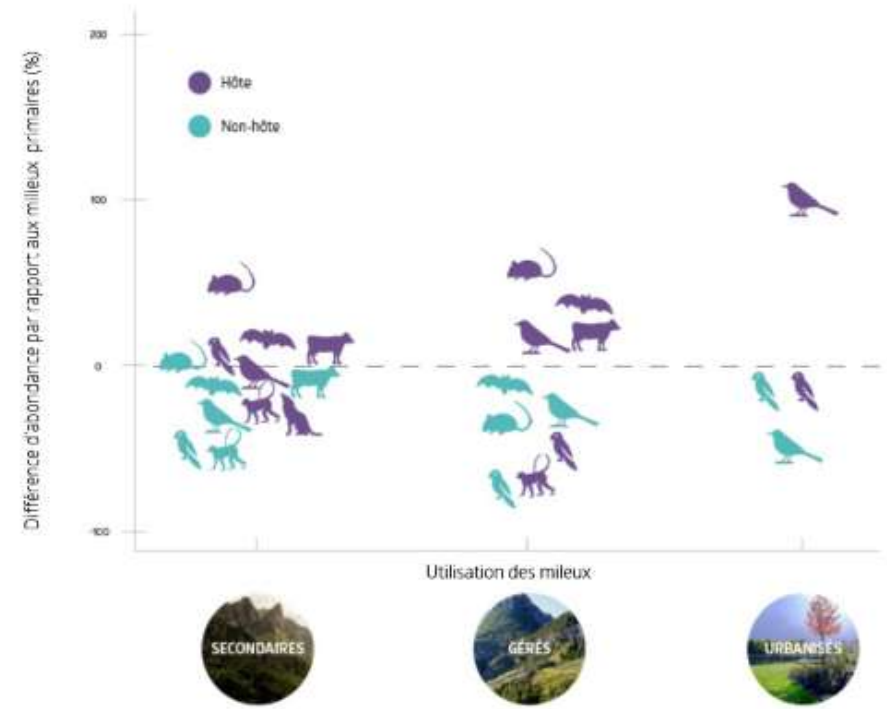 Différence d'abondance par rapport aux milieux primaires (%)
200
Hôte
Non-hôte
100
0
-100
Utilisation des mileux
SECONDAIRES
GÉRÉS
URBANISÉS